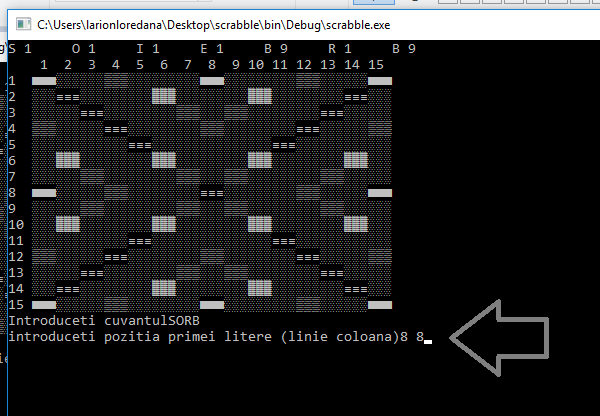 C:\Users\larionloredana\Desktop\scrabble\bin\Debug\scrabble.exe
S 1 O 1 I 1 E 1 B 9 R 1 B 9
1 2 3 4 5 6 7 8 9 10 11 12 13 14 15
1
2 === ===
3 === ===
4 === ===
5 === ===
6
7
8 ===
9
10
11 === ===
12 === ===
13 === ===
14 === ===
15
Introduceti cuvantulSORB
introduceti pozitia primei litere (linie coloana)8 8